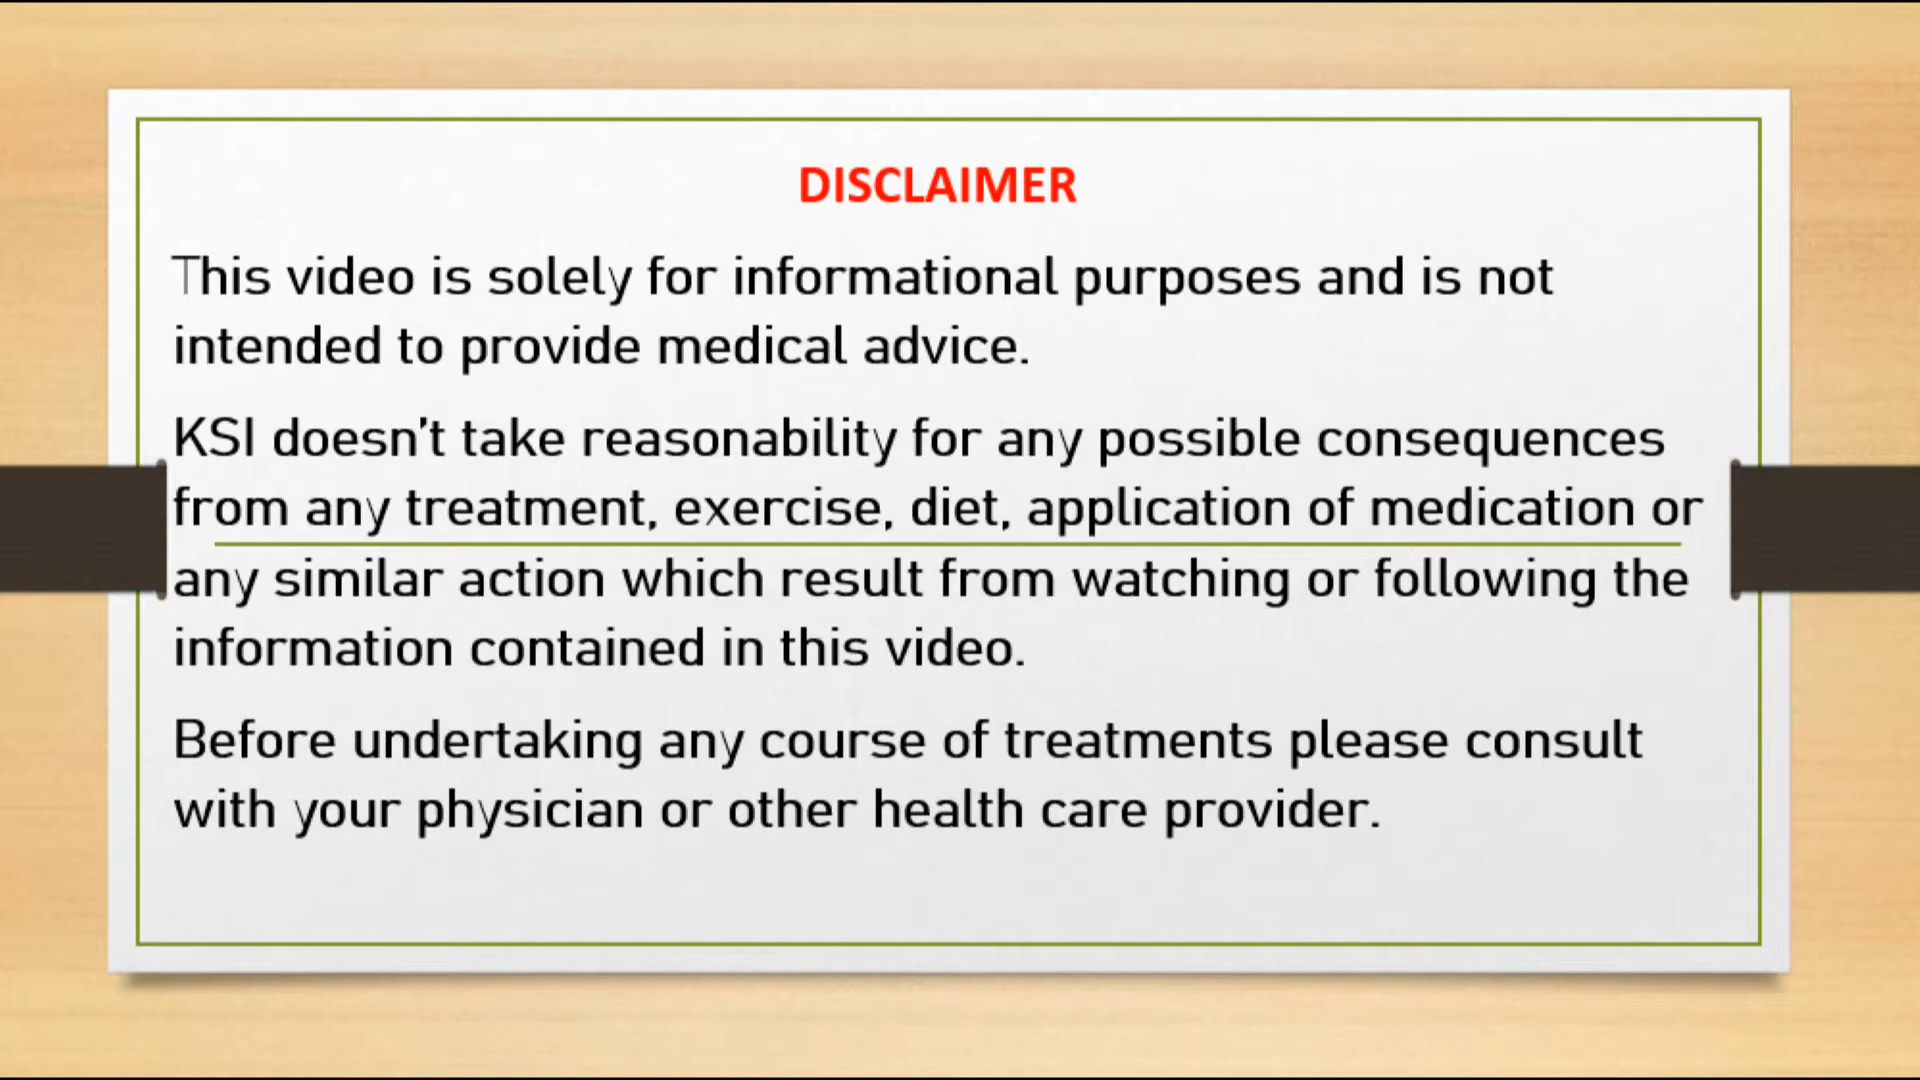 DISCLAIMER
This video is solely for informational purposes and is not
intended to provide medical advice.
KSI doesn't take reasonability for any possible consequences
from any treatment, exercise, diet, application of medication or
any similar action which result from watching or following the
information contained in this video.
Before undertaking any course of treatments please consult
with your physician or other health care provider.